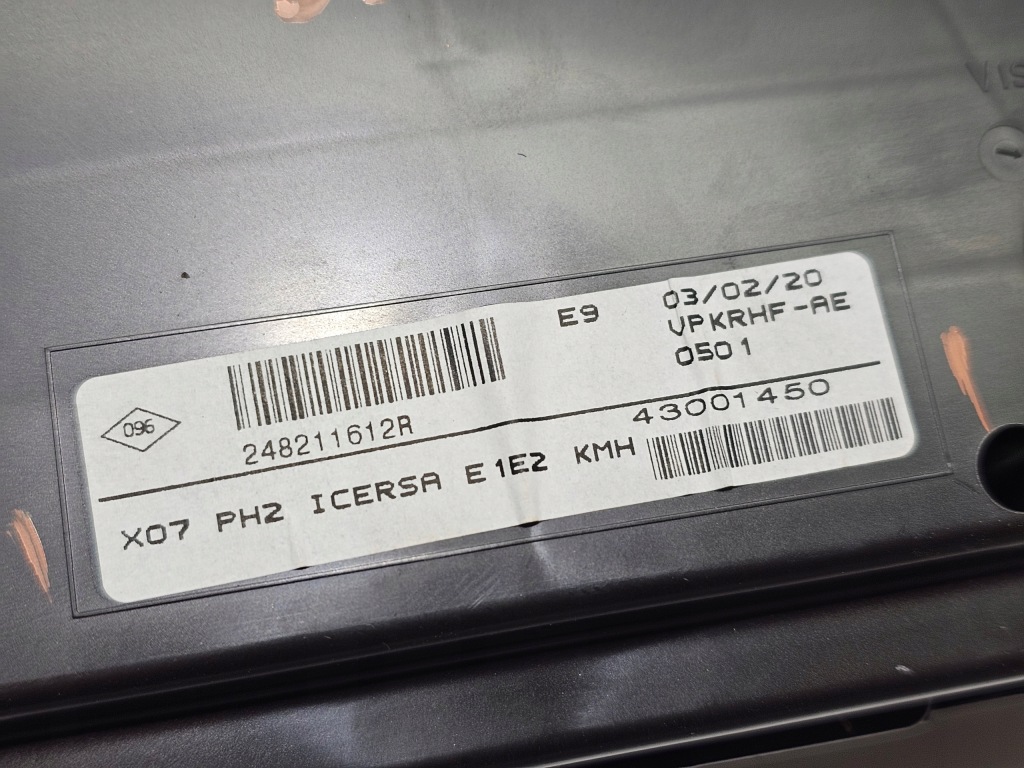 E9
03/02/20
VPKRHF-AE
0501
096
248211612R
43001450
X07 PH2 ICERSA E1E2 KMH